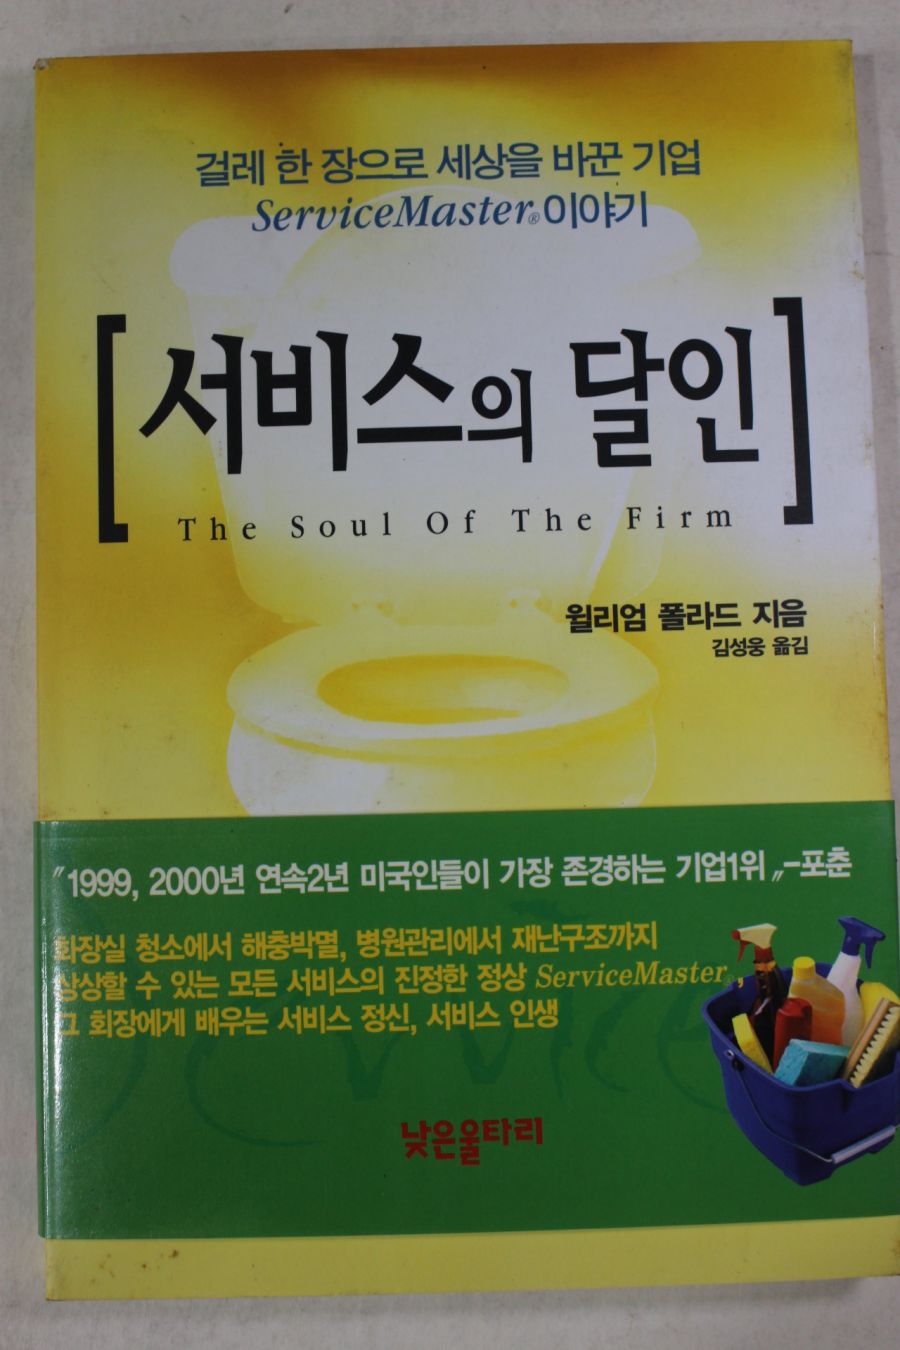 걸레 한 장으로 세상을 바꾼 기업
ServiceMaster® 이야기
[서비스의 달인]
The Soul Of The Firm
윌리엄 폴라드 지음
김성웅 옮김
"1999, 2000년 연속2년 미국인들이 가장 존경하는 기업1위"-포춘
화장실 청소에서 해충박멸, 병원관리에서 재난구조까지
상상할 수 있는 모든 서비스의 진정한 정상 ServiceMaster®,
그 회장에게 배우는 서비스 정신, 서비스 인생
Service
낮은울타리